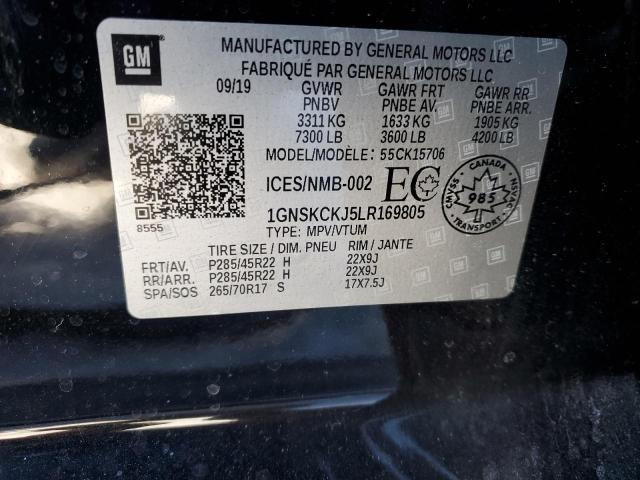 GM
MANUFACTURED BY GENERAL MOTORS LLC
FABRIQUÉ PAR GENERAL MOTORS LLC
09/19 GVWR GAWR FRT GAWR RR
PNBV PNBE AV. PNBE ARR.
3311 KG 1633 KG 1905 KG
7300 LB 3600 LB 4200 LB
MODEL/MODÈLE: 55CK15706
ICES/NMB-002 EC
CANADA
CMVSS 985 NSVAC
1GNSKCKJ5LR169805
8555 TYPE: MPV/VTUM
TIRE SIZE / DIM. PNEU RIM / JANTE
FRT/AV. P285/45R22 H 22X9J
RR/ARR. P285/45R22 H 22X9J
SPA/SOS 265/70R17 S 17X7.5J